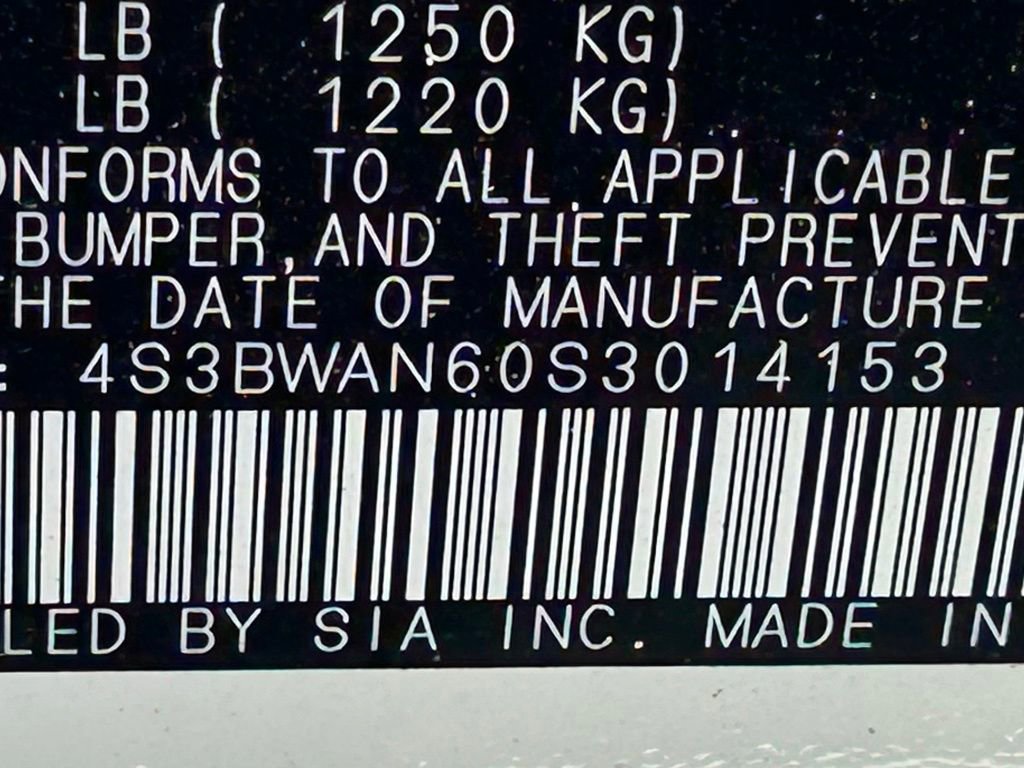 LB ( 1250 KG)
LB ( 1220 KG)
ONFORMS TO ALL APPLICABLE
BUMPER,AND THEFT PREVENT
HE DATE OF MANUFACTURE
: 4S3BWAN60S3014153
LED BY SIA INC. MADE IN